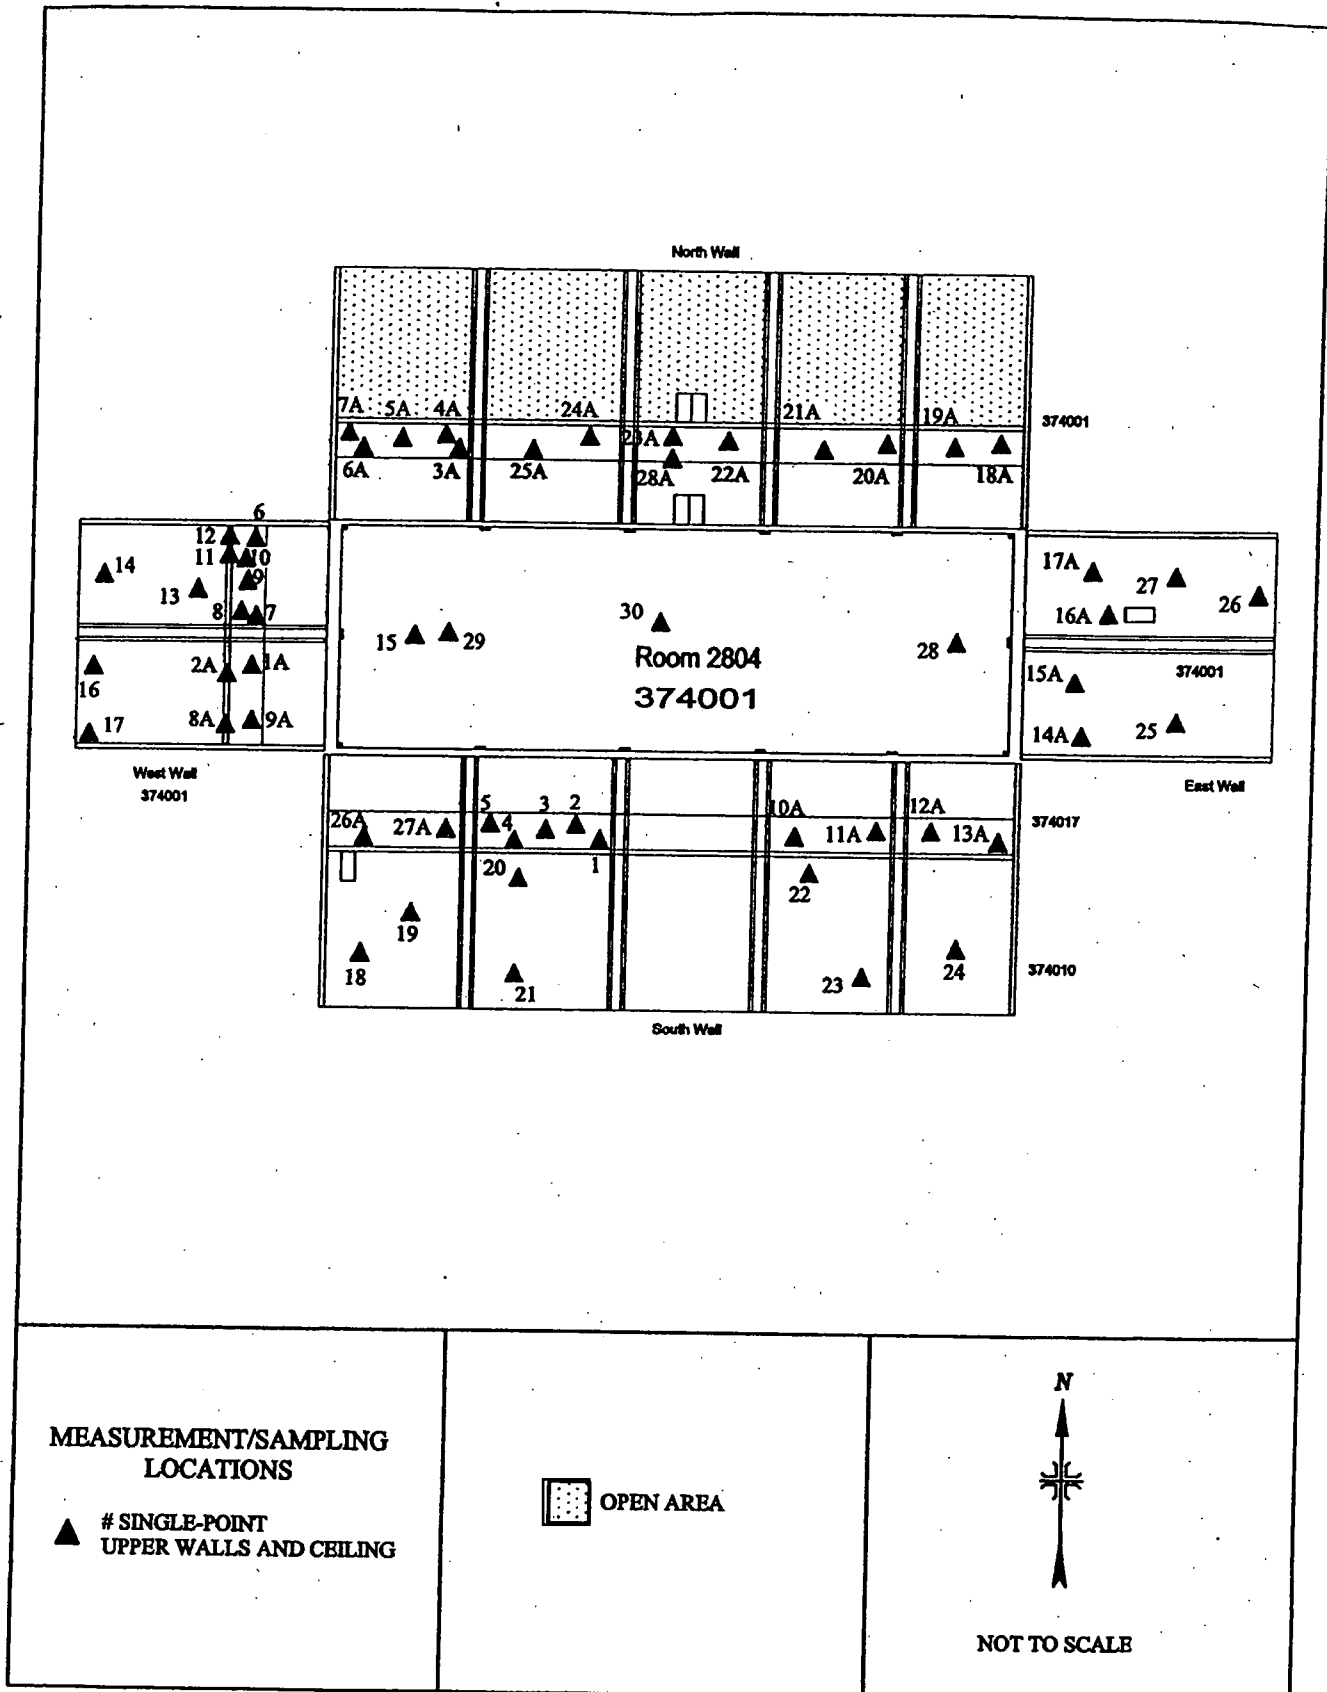 North Wall
7A 5A 4A 24A 21A 19A
374001
23A
6A 3A 25A 28A 22A 20A 18A
6
12
11 10
14
9
13
8 7
2A 1A
16
8A 9A
17
West Wall
374001
17A
27
26
16A
15A
374001
14A 25
East Wall
30
15 29
28
Room 2804
374001
5 3 2 10A 12A
26A 27A 4 11A 13A
374017
20 1
22
19
18 21 23 24
374010
South Wall
MEASUREMENT/SAMPLING
LOCATIONS
# SINGLE-POINT
UPPER WALLS AND CEILING
OPEN AREA
N
NOT TO SCALE